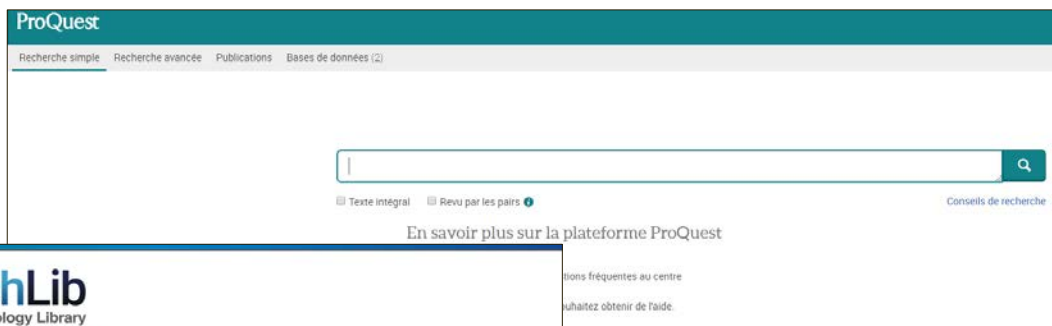 ProQuest
Recherche simple Recherche avancée Publications Bases de données (2)
Texte intégral Revu par les pairs Conseils de recherche
En savoir plus sur la plateforme ProQuest
tions fréquentes au centre
hLib
uhaitez obtenir de l'aide.
ology Library